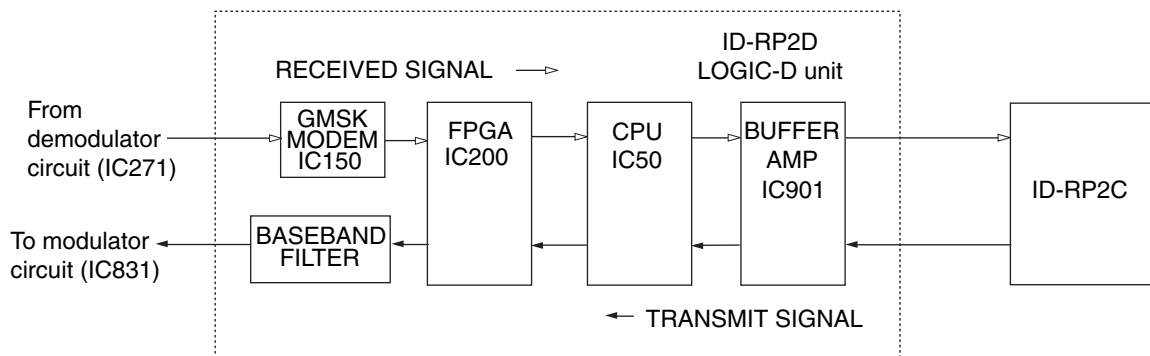 ID-RP2D
LOGIC-D unit
RECEIVED SIGNAL
From
demodulator
circuit (IC271)
GMSK
MODEM
IC150
FPGA
IC200
CPU
IC50
BUFFER
AMP
IC901
ID-RP2C
To modulator
circuit (IC831)
BASEBAND
FILTER
TRANSMIT SIGNAL